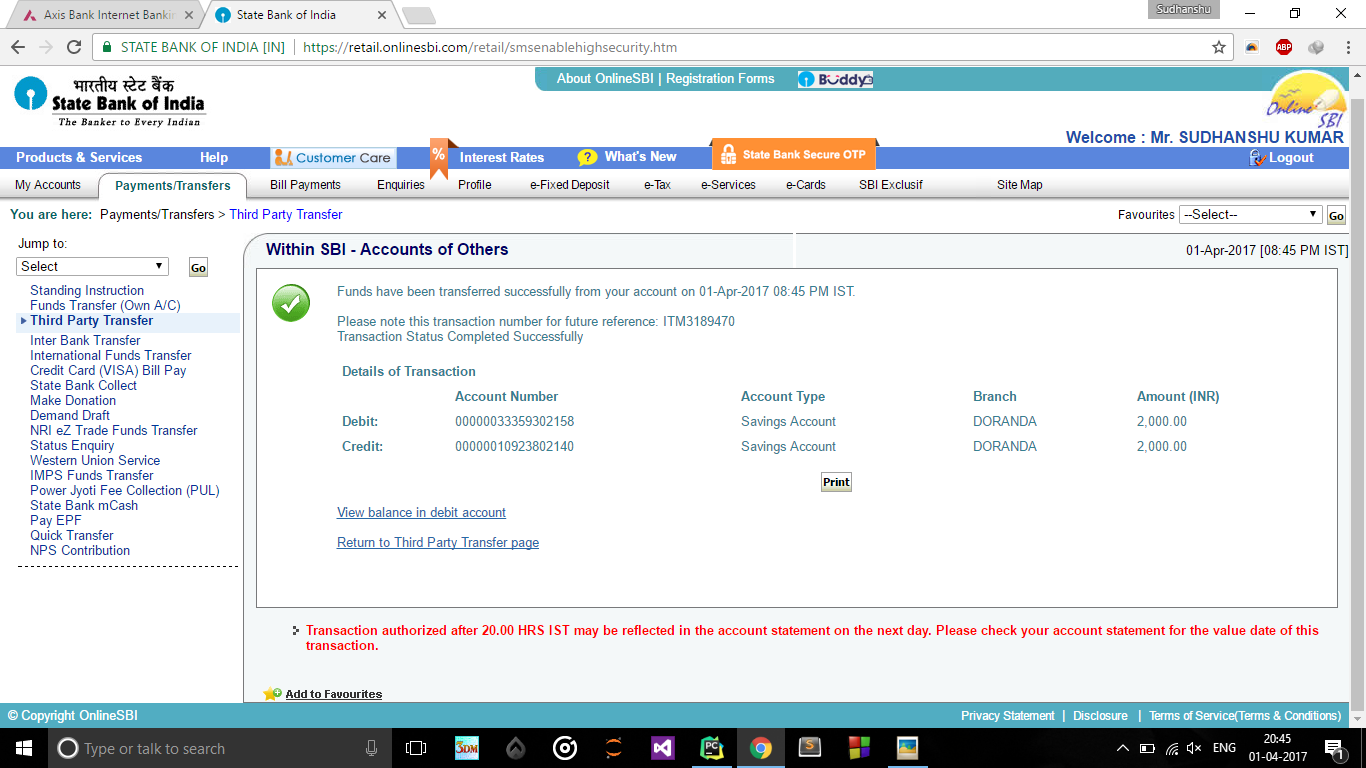 Sudhanshu
Axis Bank Internet Bankin
State Bank of India
STATE BANK OF INDIA [IN] https://retail.onlinesbi.com/retail/smsenablehighsecurity.htm
ABP
About OnlineSBI | Registration Forms Buddy
भारतीय स्टेट बैंक
State Bank of India
The Banker to Every Indian
Online SBI
Welcome : Mr. SUDHANSHU KUMAR
Products & Services Help Customer Care % Interest Rates ? What's New State Bank Secure OTP Logout
My Accounts Payments/Transfers Bill Payments Enquiries Profile e-Fixed Deposit e-Tax e-Services e-Cards SBI Exclusif Site Map
You are here: Payments/Transfers > Third Party Transfer Favourites --Select-- Go
Jump to:
Select Go
Standing Instruction
Funds Transfer (Own A/C)
Third Party Transfer
Inter Bank Transfer
International Funds Transfer
Credit Card (VISA) Bill Pay
State Bank Collect
Make Donation
Demand Draft
NRI eZ Trade Funds Transfer
Status Enquiry
Western Union Service
IMPS Funds Transfer
Power Jyoti Fee Collection (PUL)
State Bank mCash
Pay EPF
Quick Transfer
NPS Contribution
Within SBI - Accounts of Others 01-Apr-2017 [08:45 PM IST]
Funds have been transferred successfully from your account on 01-Apr-2017 08:45 PM IST.
Please note this transaction number for future reference: ITM3189470
Transaction Status Completed Successfully
Details of Transaction
Account Number Account Type Branch Amount (INR)
Debit: 00000033359302158 Savings Account DORANDA 2,000.00
Credit: 00000010923802140 Savings Account DORANDA 2,000.00
Print
View balance in debit account
Return to Third Party Transfer page
Transaction authorized after 20.00 HRS IST may be reflected in the account statement on the next day. Please check your account statement for the value date of this
transaction.
Add to Favourites
© Copyright OnlineSBI Privacy Statement | Disclosure | Terms of Service(Terms & Conditions)
Type or talk to search 3DM PC S ENG 20:45
01-04-2017 1